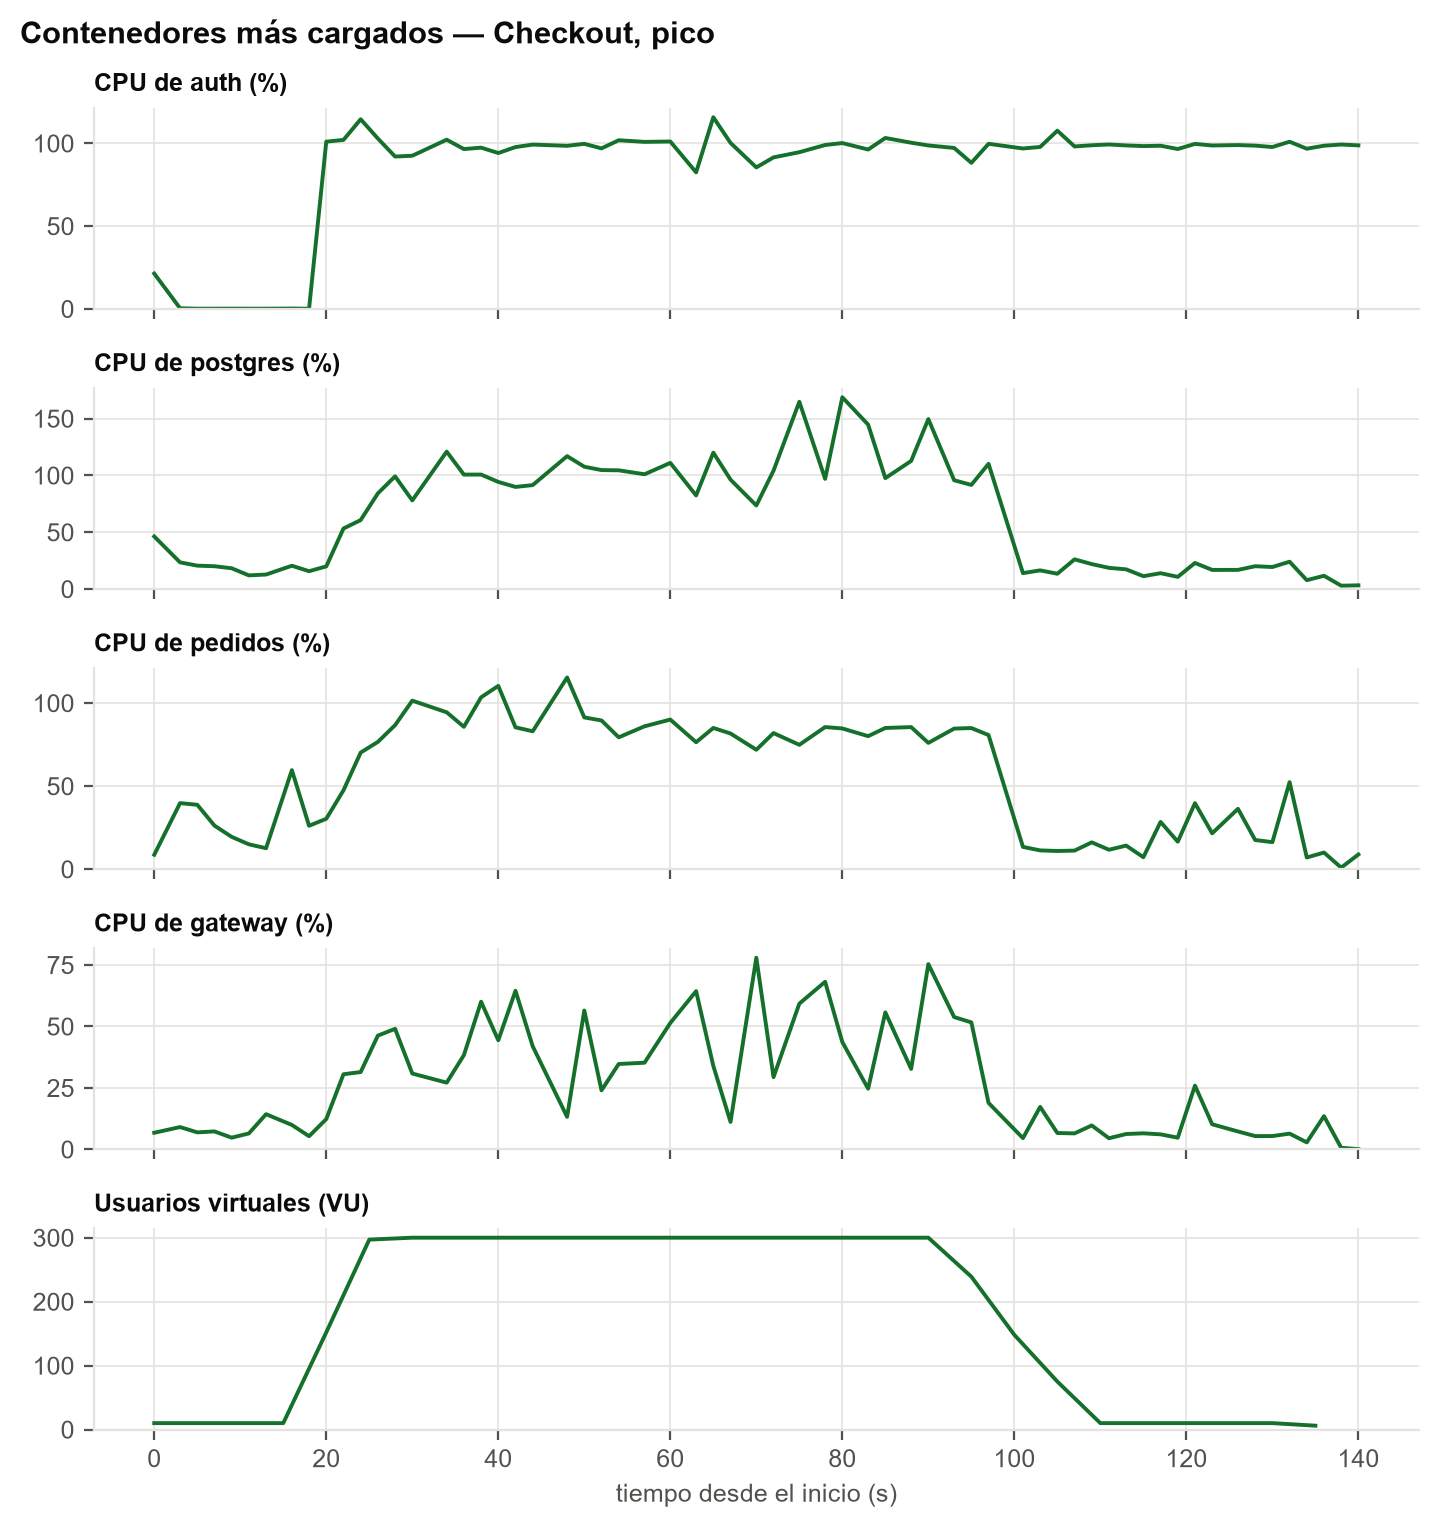 Contenedores más cargados — Checkout, pico
CPU de auth (%)
100
50
0
CPU de postgres (%)
150
100
50
0
CPU de pedidos (%)
100
50
0
CPU de gateway (%)
75
50
25
0
Usuarios virtuales (VU)
300
200
100
0
0 20 40 60 80 100 120 140
tiempo desde el inicio (s)